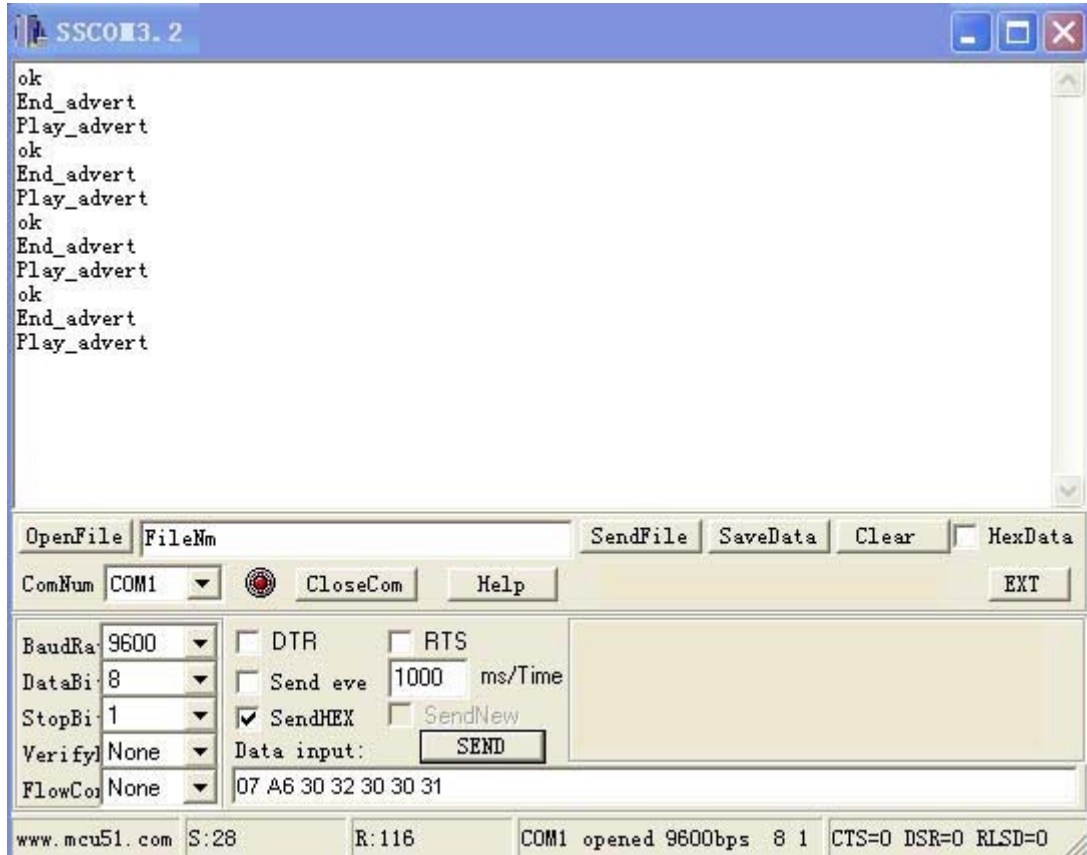 SSCOM3.2
ok
End_advert
Play_advert
ok
End_advert
Play_advert
ok
End_advert
Play_advert
ok
End_advert
Play_advert
OpenFile FileNm SendFile SaveData Clear HexData
ComNum COM1 CloseCom Help EXT
BaudRa 9600 DTR RTS
DataBi 8 Send eve 1000 ms/Time
StopBi 1 SendHEX SendNew
Verify None Data input: SEND
FlowCo None 07 A6 30 32 30 30 31
www.mcu51.com S:28 R:116 COM1 opened 9600bps 8 1 CTS=0 DSR=0 RLSD=0